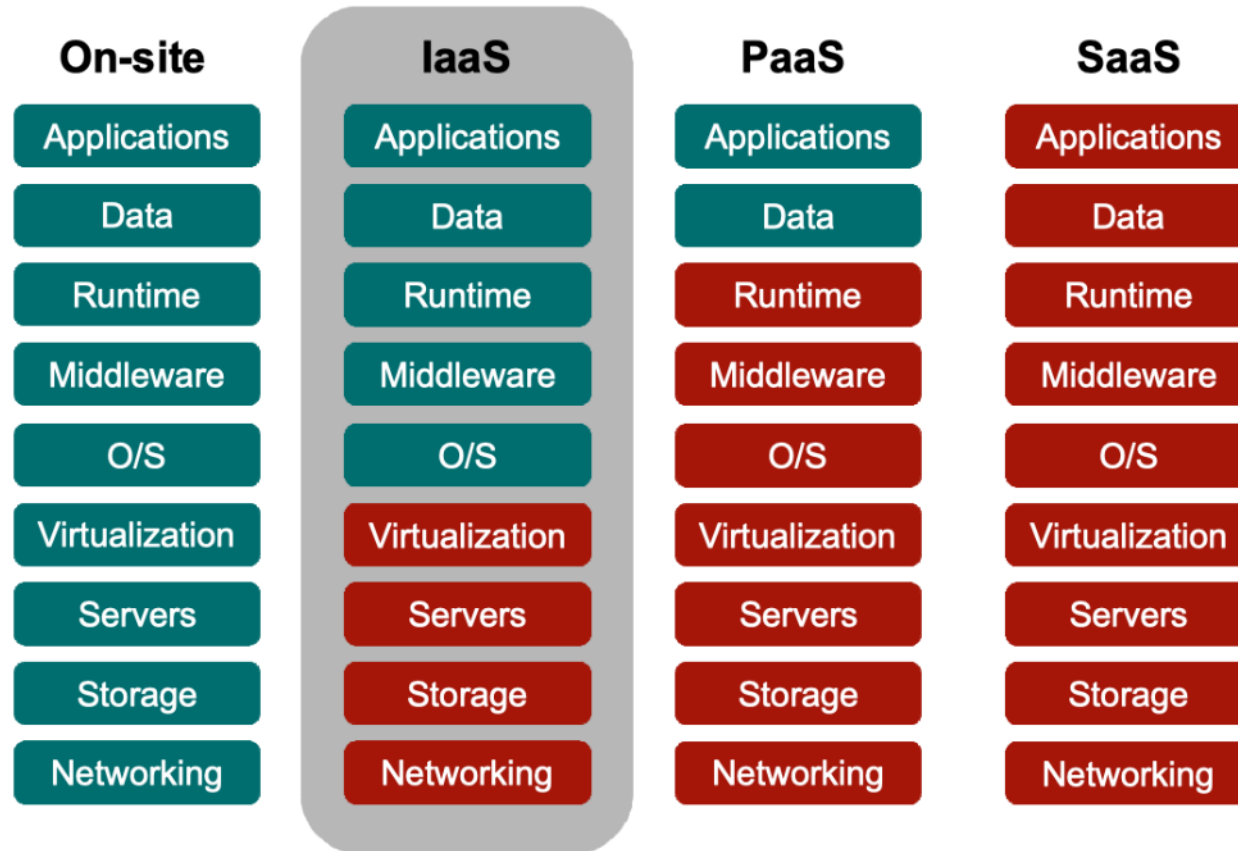 On-site IaaS PaaS SaaS
Applications Applications Applications Applications
Data Data Data Data
Runtime Runtime Runtime Runtime
Middleware Middleware Middleware Middleware
O/S O/S O/S O/S
Virtualization Virtualization Virtualization Virtualization
Servers Servers Servers Servers
Storage Storage Storage Storage
Networking Networking Networking Networking